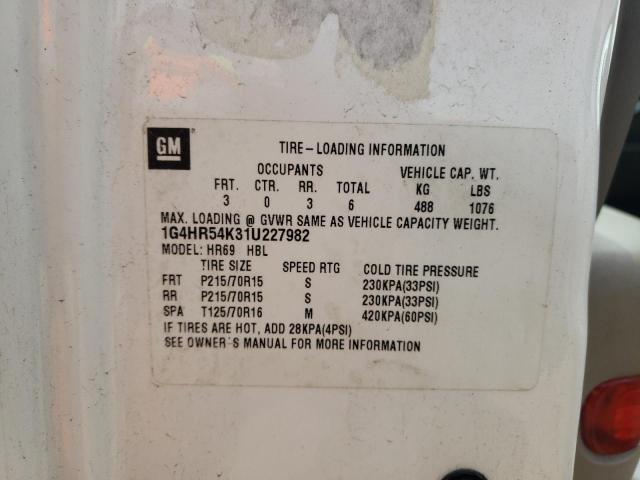 GM
TIRE-LOADING INFORMATION
OCCUPANTS VEHICLE CAP. WT.
FRT. CTR. RR. TOTAL KG LBS
3 0 3 6 488 1076
MAX. LOADING @ GVWR SAME AS VEHICLE CAPACITY WEIGHT.
1G4HR54K31U227982
MODEL: HR69 HBL
TIRE SIZE SPEED RTG COLD TIRE PRESSURE
FRT P215/70R15 S 230KPA(33PSI)
RR P215/70R15 S 230KPA(33PSI)
SPA T125/70R16 M 420KPA(60PSI)
IF TIRES ARE HOT, ADD 28KPA(4PSI)
SEE OWNER'S MANUAL FOR MORE INFORMATION